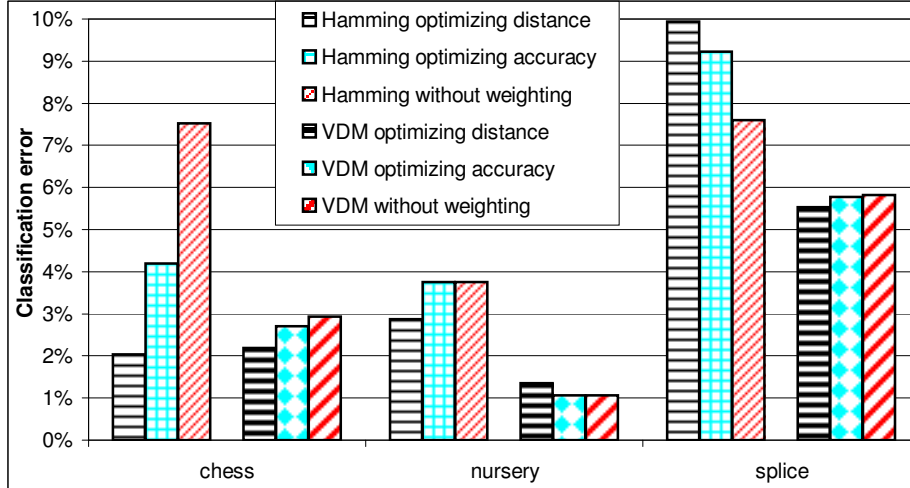 10%
9%
8%
7%
6%
5%
4%
3%
2%
1%
0%
Classification error
Hamming optimizing distance
Hamming optimizing accuracy
Hamming without weighting
VDM optimizing distance
VDM optimizing accuracy
VDM without weighting
chess nursery splice